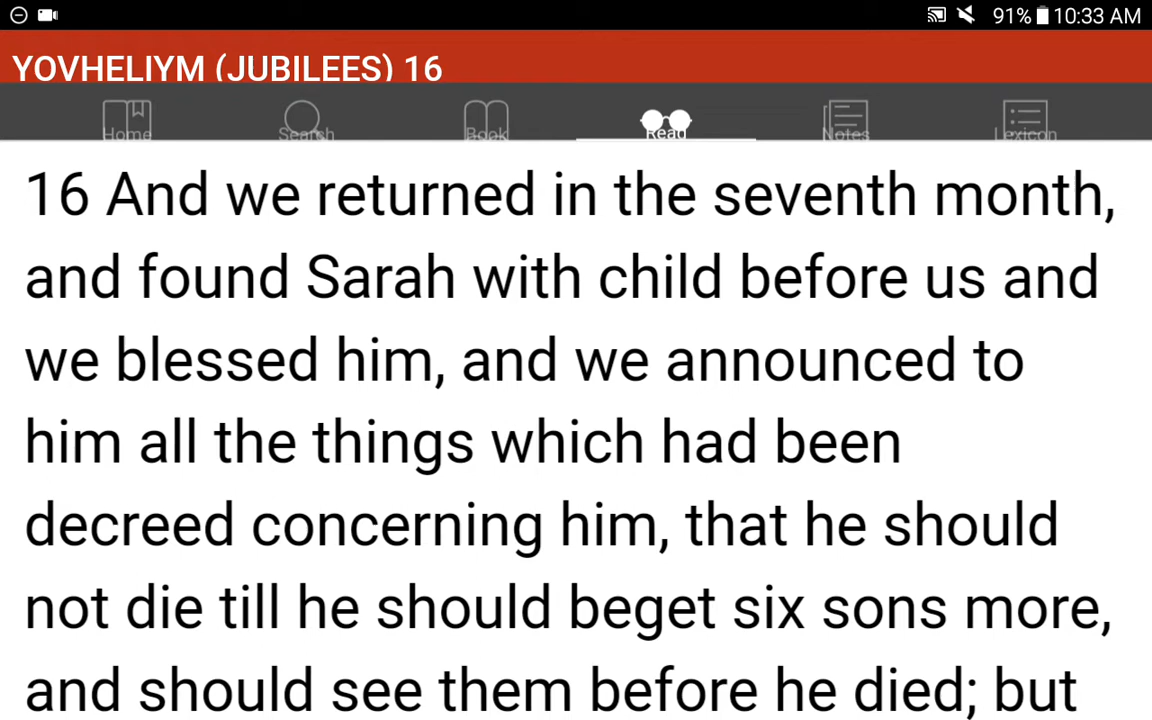 91% 10:33 AM
YOVHELIYM (JUBILEES) 16
Home Search Book Read Notes Lexicon
16 And we returned in the seventh month,
and found Sarah with child before us and
we blessed him, and we announced to
him all the things which had been
decreed concerning him, that he should
not die till he should beget six sons more,
and should see them before he died; but